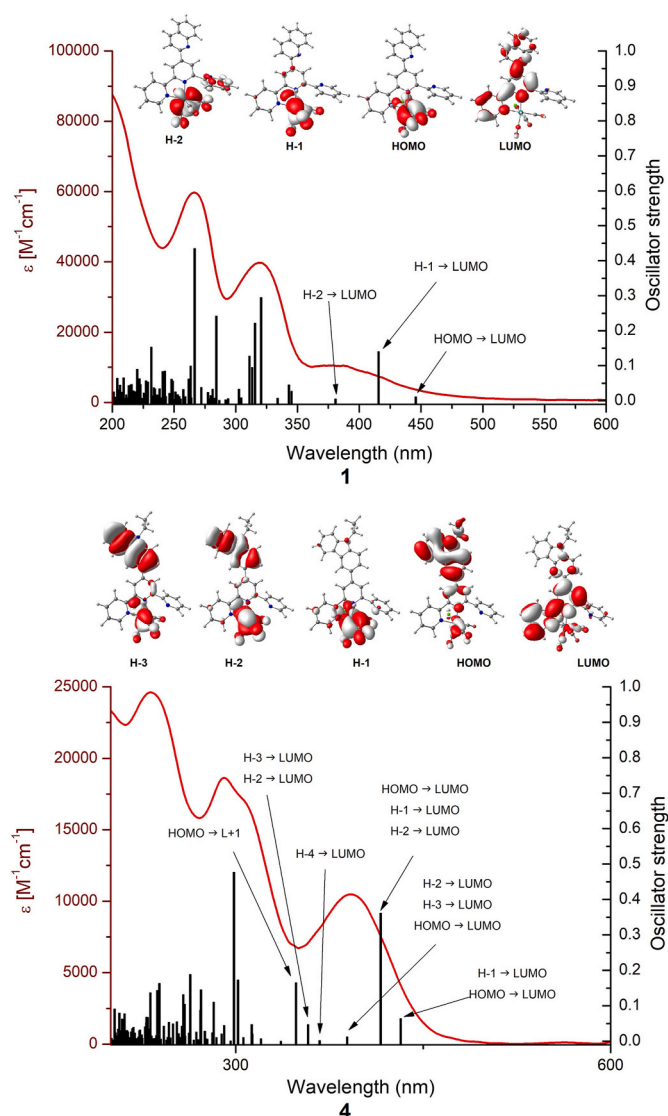 H-2
H-1
HOMO
LUMO
100000
80000
60000
40000
20000
0
ε [M⁻¹cm⁻¹]
1.0
0.9
0.8
0.7
0.6
0.5
0.4
0.3
0.2
0.1
0.0
Oscillator strength
H-1 → LUMO
H-2 → LUMO
HOMO → LUMO
200 250 300 350 400 450 500 550 600
Wavelength (nm)
1
H-3
H-2
H-1
HOMO
LUMO
25000
20000
15000
10000
5000
0
ε [M⁻¹cm⁻¹]
1.0
0.9
0.8
0.7
0.6
0.5
0.4
0.3
0.2
0.1
0.0
Oscillator strength
H-3 → LUMO
H-2 → LUMO
HOMO → L+1
H-4 → LUMO
HOMO → LUMO
H-1 → LUMO
H-2 → LUMO
H-2 → LUMO
H-3 → LUMO
HOMO → LUMO
H-1 → LUMO
HOMO → LUMO
300 600
Wavelength (nm)
4